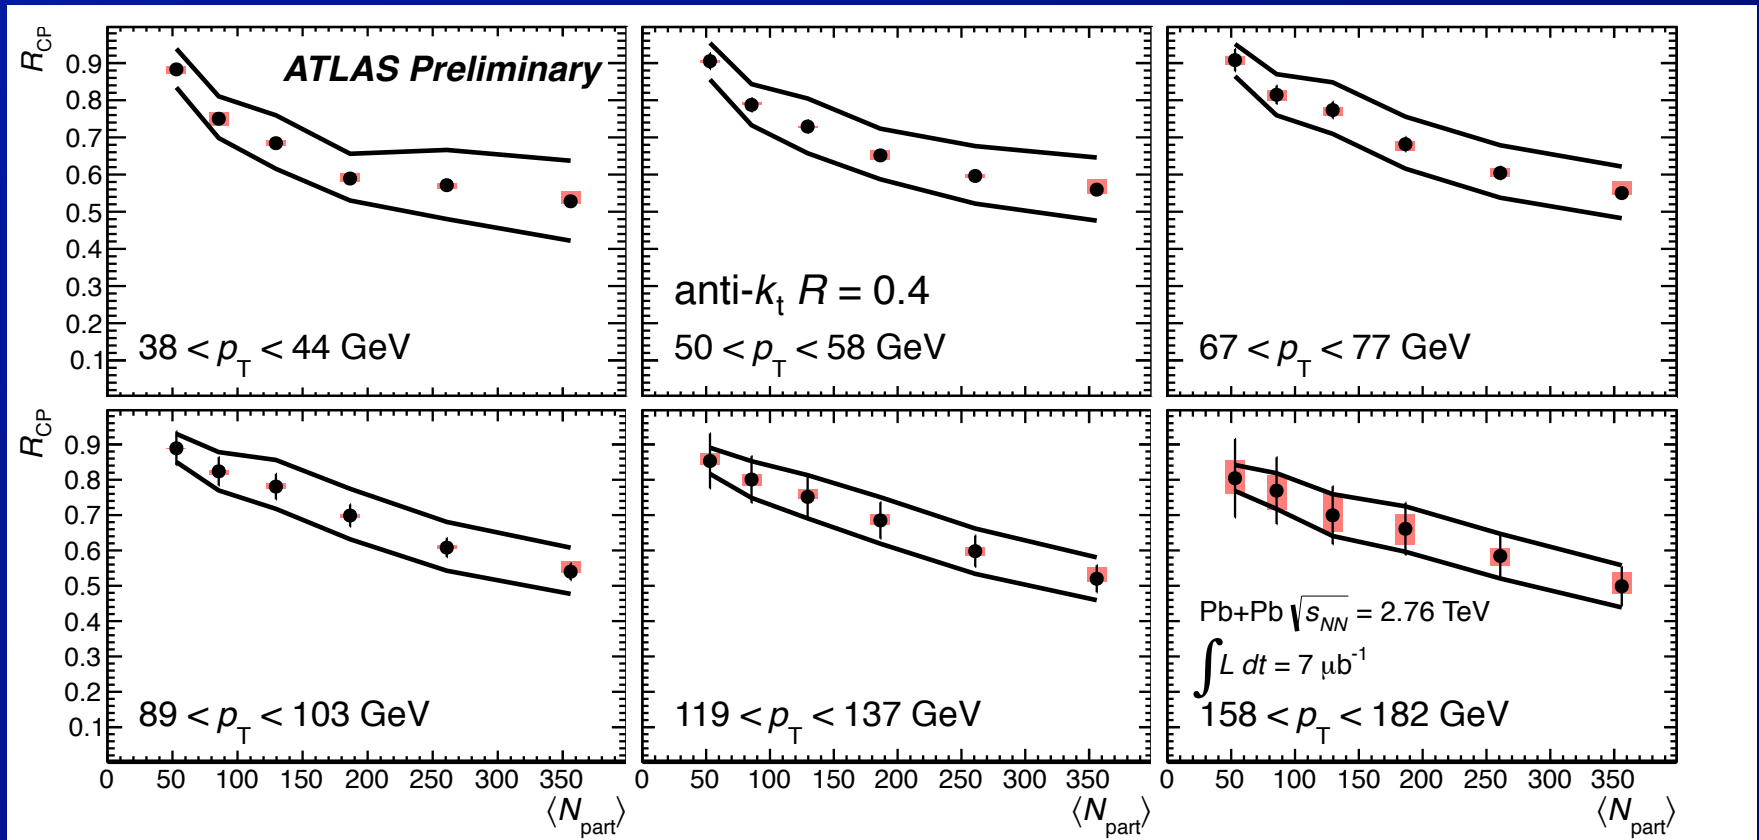 R_CP
0.9
0.8
0.7
0.6
0.5
0.4
0.3
0.2
0.1
ATLAS Preliminary
38 < p_T < 44 GeV
anti-k_t R = 0.4
50 < p_T < 58 GeV
67 < p_T < 77 GeV
R_CP
0.9
0.8
0.7
0.6
0.5
0.4
0.3
0.2
0.1
89 < p_T < 103 GeV
119 < p_T < 137 GeV
Pb+Pb √s_NN = 2.76 TeV
∫L dt = 7 μb⁻¹
158 < p_T < 182 GeV
0 50 100 150 200 250 300 350
0 50 100 150 200 250 300 350
0 50 100 150 200 250 300 350
⟨N_part⟩
⟨N_part⟩
⟨N_part⟩